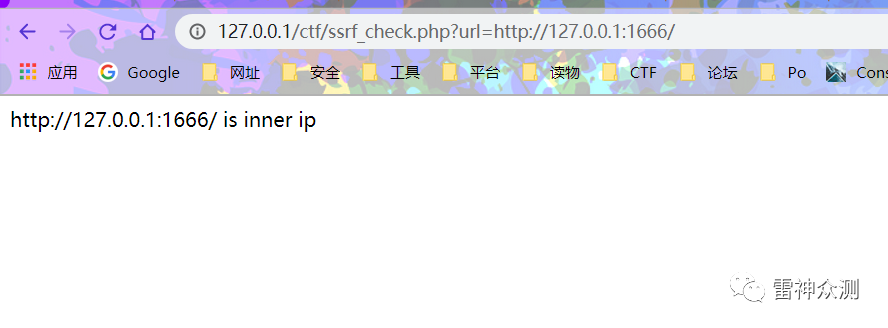 127.0.0.1/ctf/ssrf_check.php?url=http://127.0.0.1:1666/
应用 Google 网址 安全 工具 平台 读物 CTF 论坛 Po Cons
http://127.0.0.1:1666/ is inner ip
雷神众测